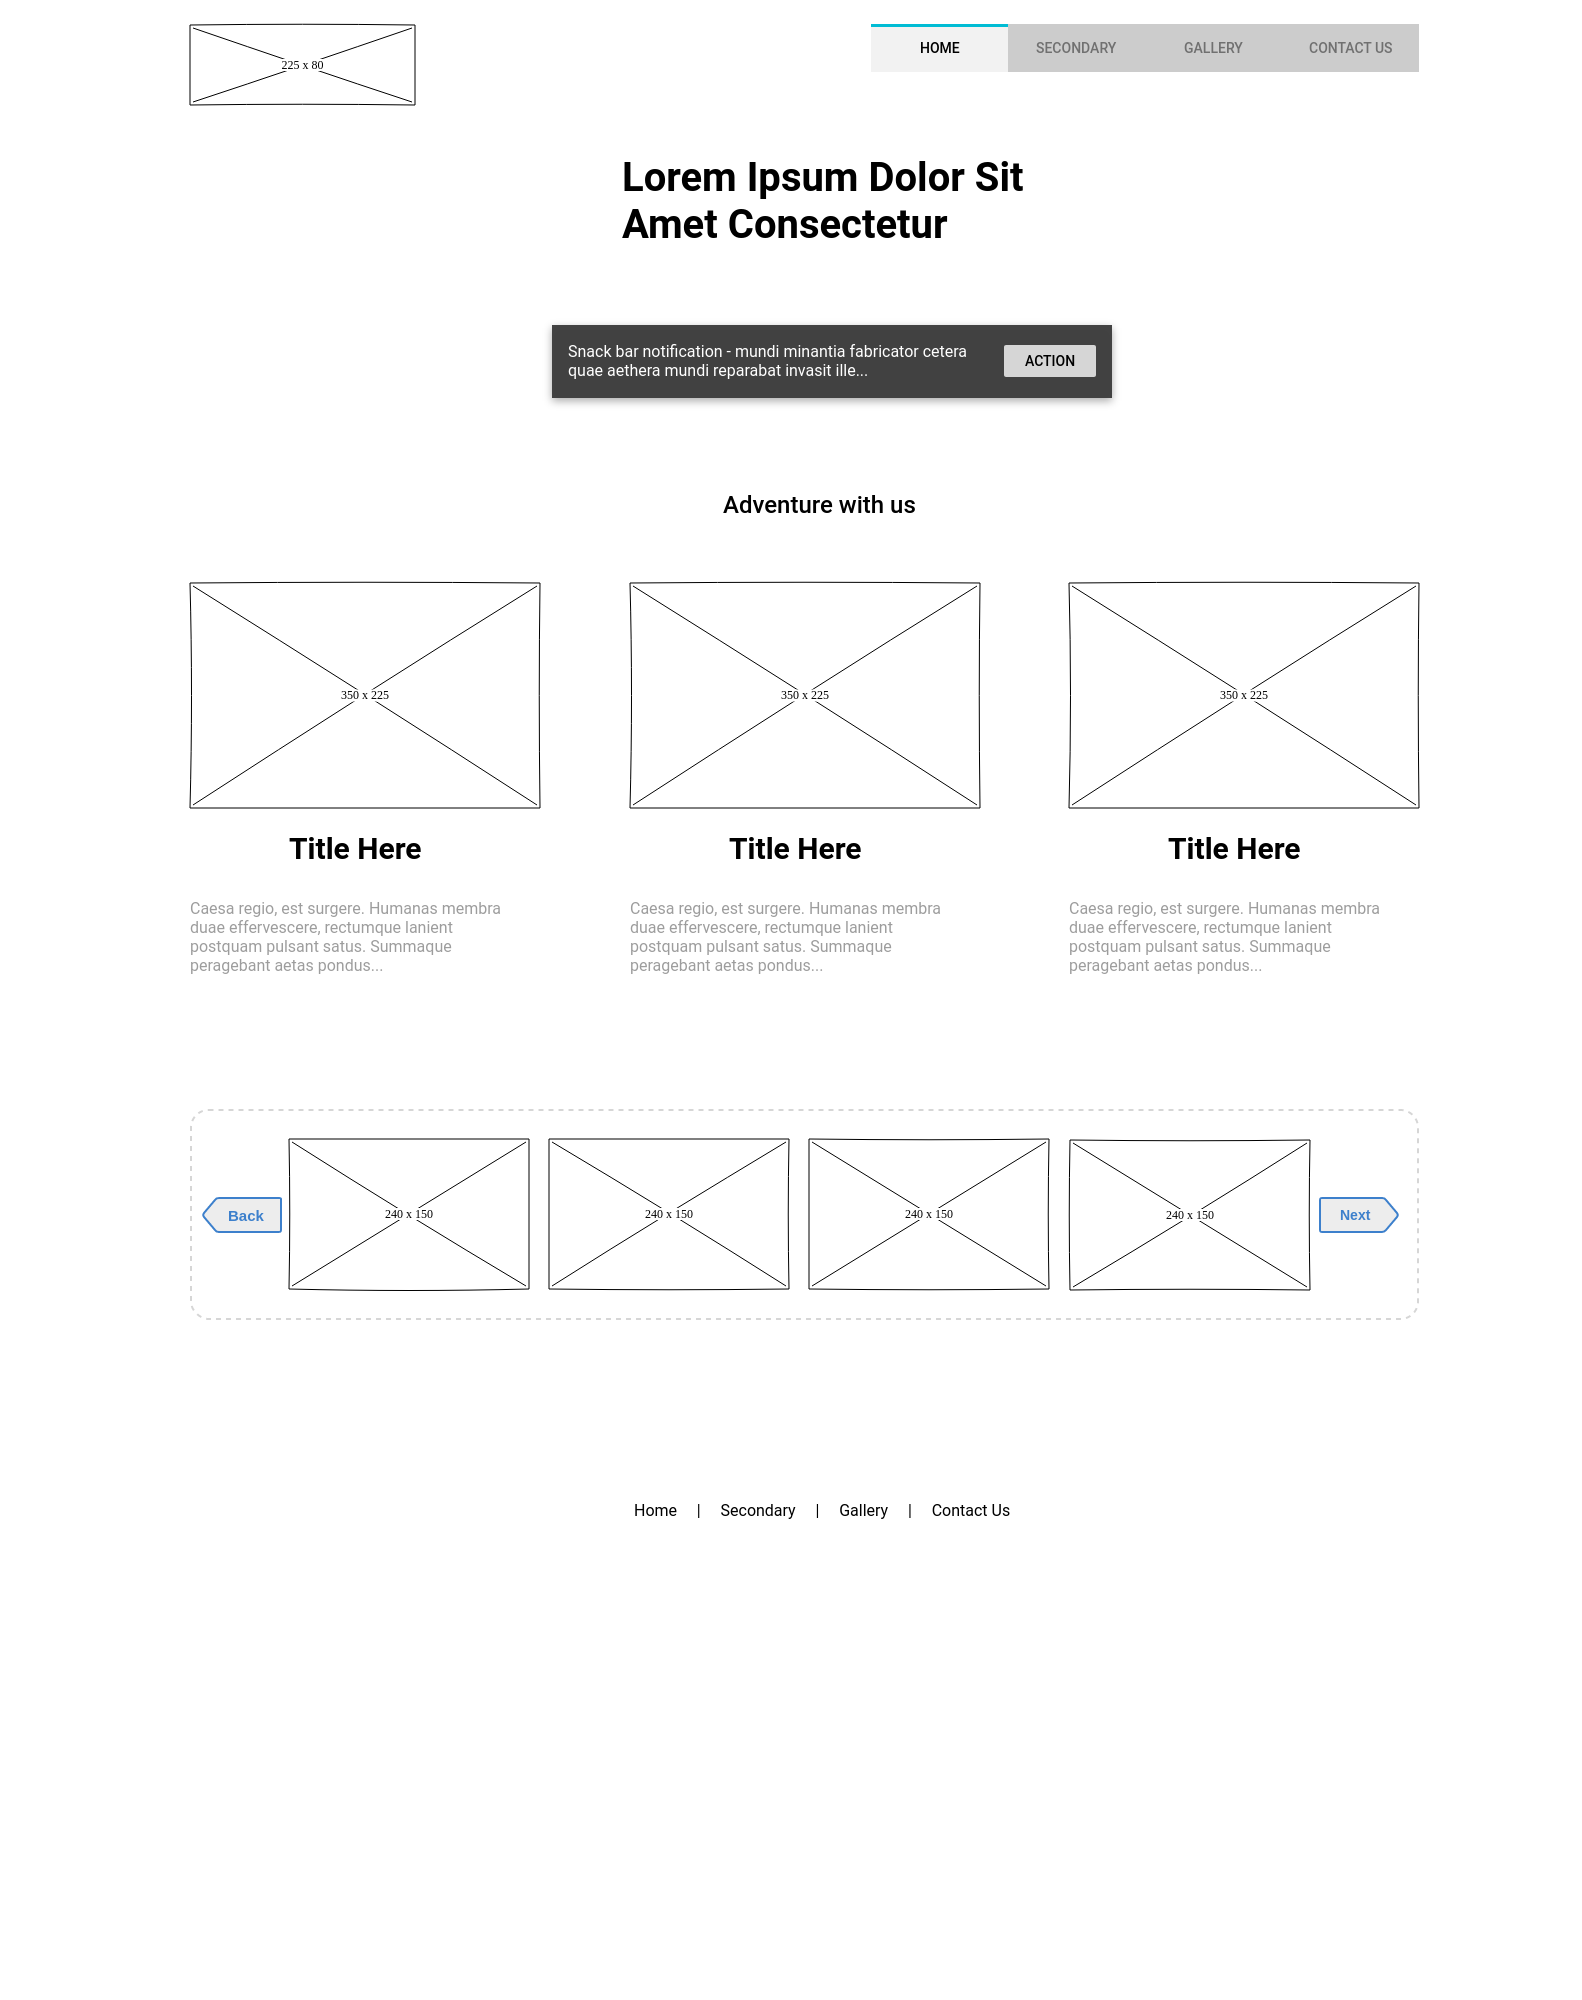 225 x 80
HOME SECONDARY GALLERY CONTACT US
Lorem Ipsum Dolor Sit
Amet Consectetur
Snack bar notification - mundi minantia fabricator cetera
quae aethera mundi reparabat invasit ille...
ACTION
Adventure with us
350 x 225
350 x 225
350 x 225
Title Here
Caesa regio, est surgere. Humanas membra
duae effervescere, rectumque lanient
postquam pulsant satus. Summaque
peragebant aetas pondus...
Title Here
Caesa regio, est surgere. Humanas membra
duae effervescere, rectumque lanient
postquam pulsant satus. Summaque
peragebant aetas pondus...
Title Here
Caesa regio, est surgere. Humanas membra
duae effervescere, rectumque lanient
postquam pulsant satus. Summaque
peragebant aetas pondus...
Back
240 x 150
240 x 150
240 x 150
240 x 150
Next
Home | Secondary | Gallery | Contact Us